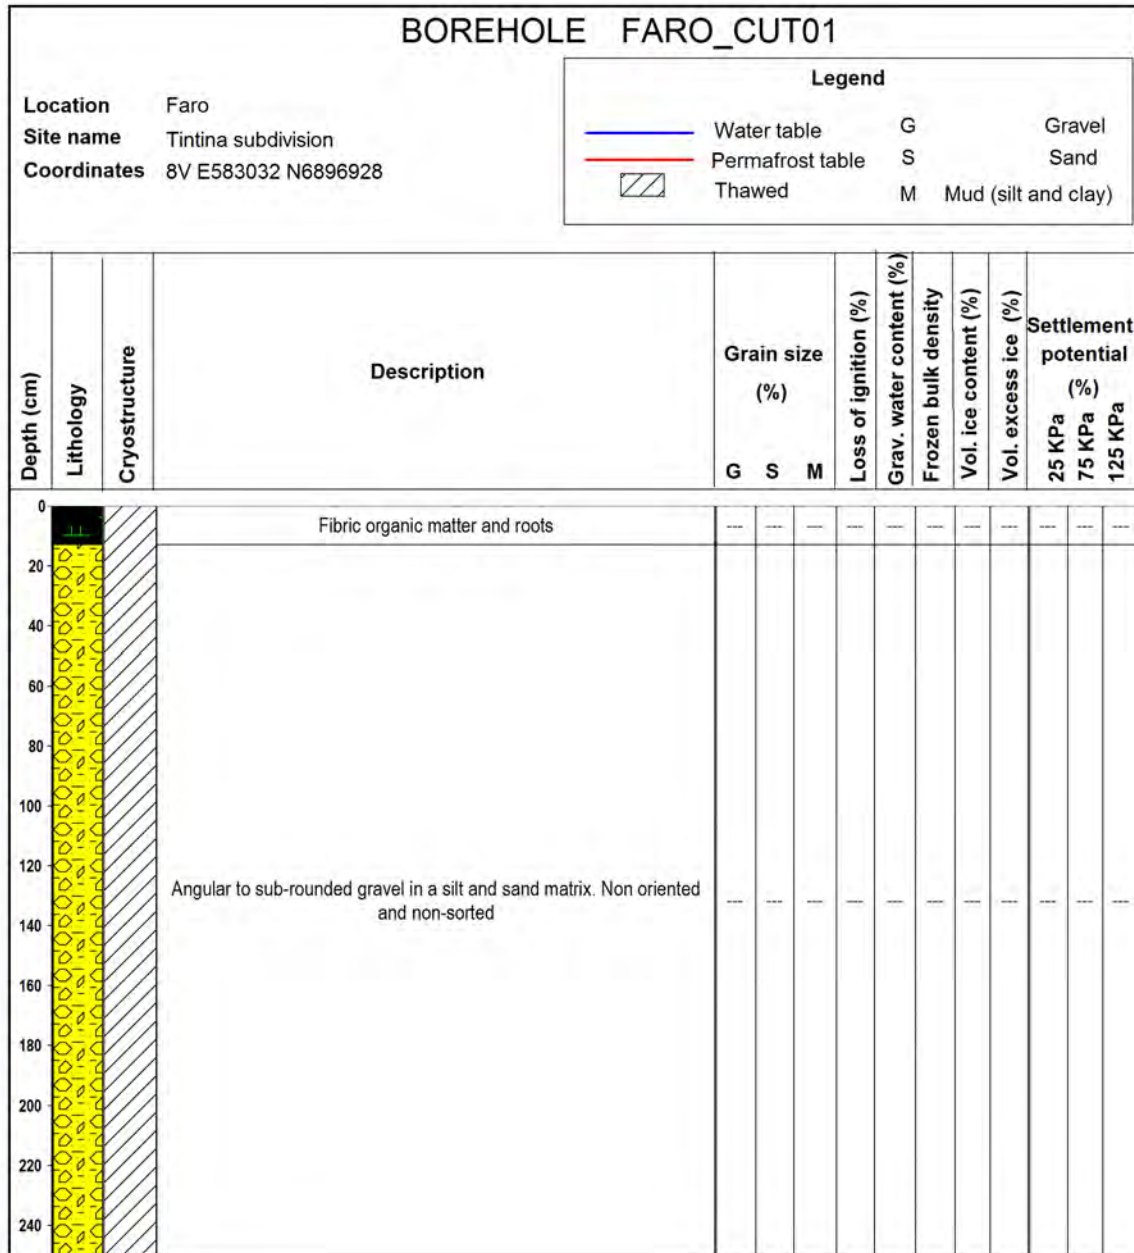 BOREHOLE FARO_CUT01
Location Faro
Site name Tintina subdivision
Coordinates 8V E583032 N6896928
Legend
Water table G Gravel
Permafrost table S Sand
Thawed M Mud (silt and clay)
Depth (cm)
Lithology
Cryostructure
Description
Grain size
(%)
G S M
Loss of ignition (%)
Grav. water content (%)
Frozen bulk density
Vol. ice content (%)
Vol. excess ice (%)
Settlement
potential
(%)
25 KPa
75 KPa
125 KPa
0
Fibric organic matter and roots --- --- --- --- --- --- --- --- --- --- ---
20
40
60
80
100
120
Angular to sub-rounded gravel in a silt and sand matrix. Non oriented
and non-sorted
--- --- --- --- --- --- --- --- --- --- ---
140
160
180
200
220
240